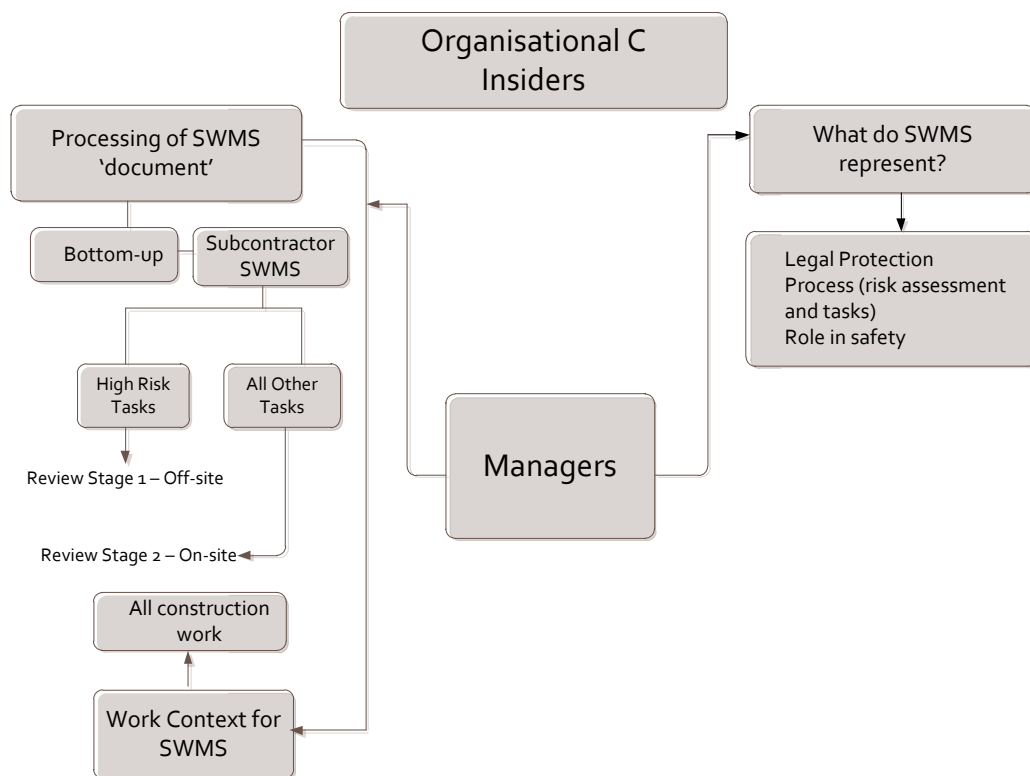 Organisational C
Insiders
Processing of SWMS
‘document’
What do SWMS
represent?
Bottom-up
Subcontractor
SWMS
Legal Protection
Process (risk assessment
and tasks)
Role in safety
High Risk
Tasks
All Other
Tasks
Managers
Review Stage 1 – Off-site
Review Stage 2 – On-site
All construction
work
Work Context for
SWMS